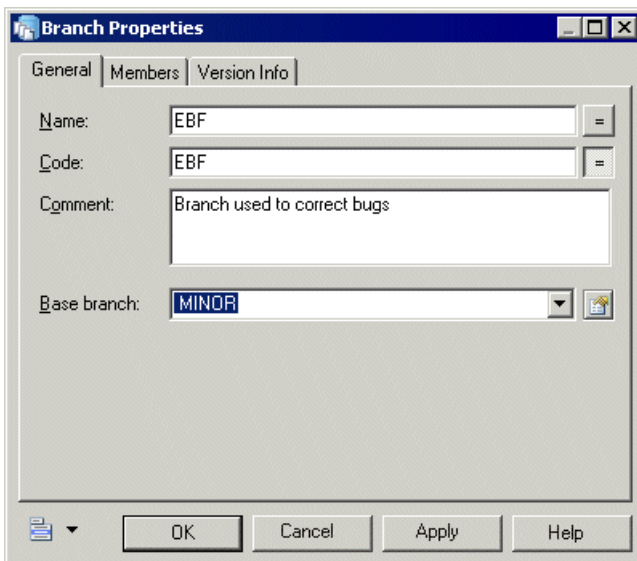 Branch Properties
General Members Version Info
Name: EBF =
Code: EBF =
Comment: Branch used to correct bugs
Base branch: MINOR
OK Cancel Apply Help